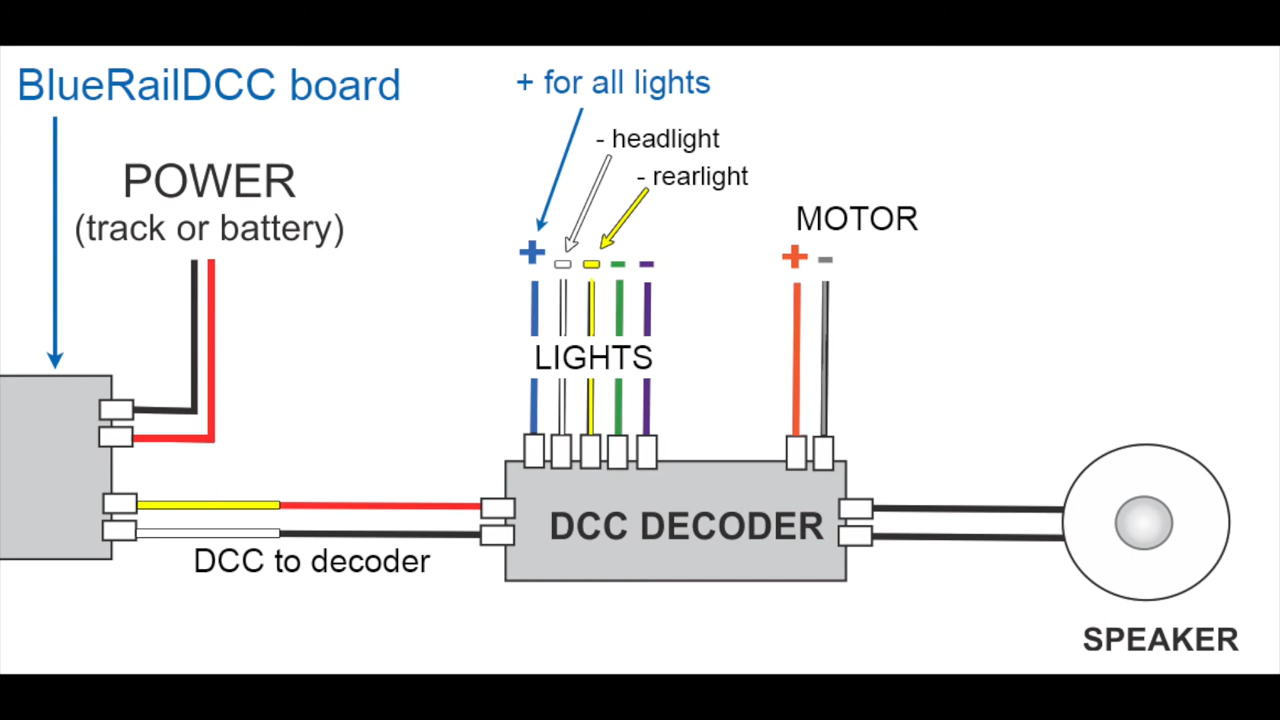 BlueRailDCC board
+ for all lights
- headlight
- rearlight
POWER
(track or battery)
MOTOR
+ - - - -
+ -
LIGHTS
DCC DECODER
DCC to decoder
SPEAKER